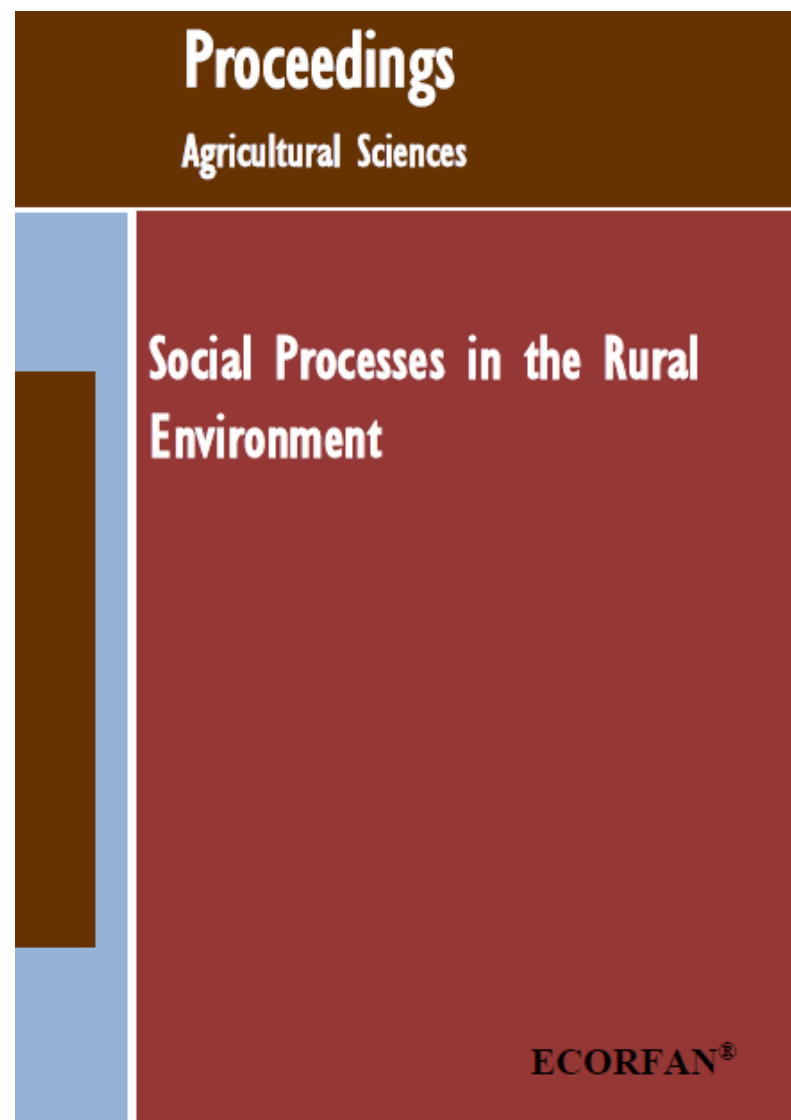 Proceedings
Agricultural Sciences
Social Processes in the Rural
Environment
ECORFAN®